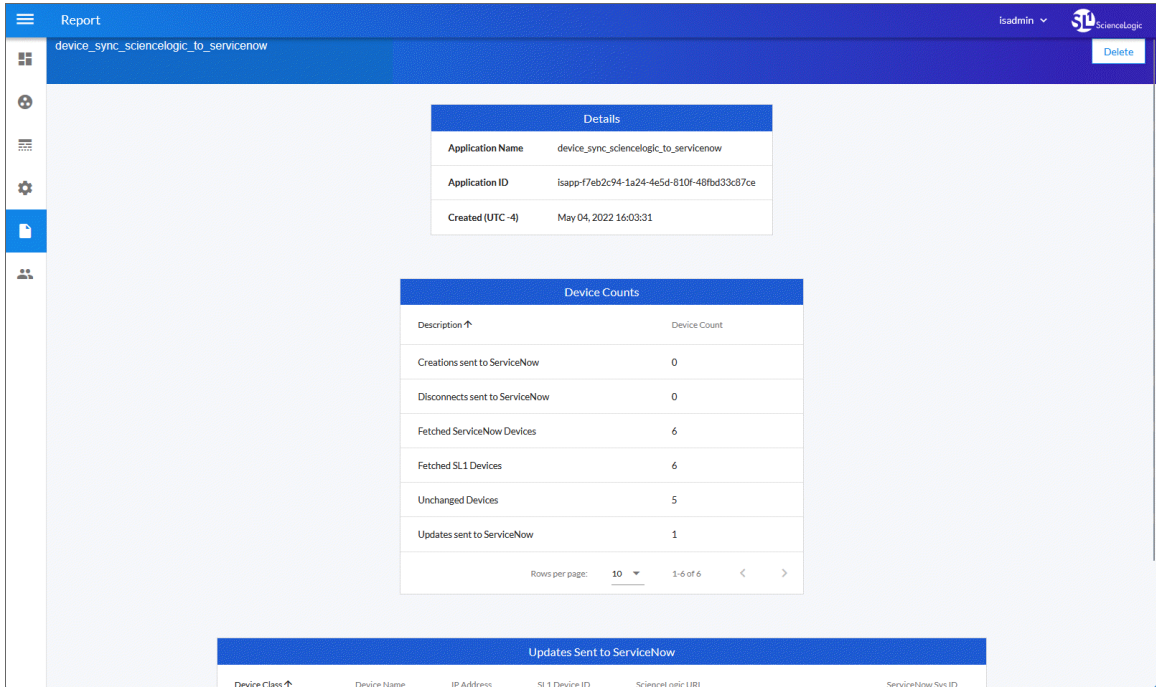 Report
isadmin
SL1 ScienceLogic
device_sync_sciencelogic_to_servicenow
Delete
Details
Application Name device_sync_sciencelogic_to_servicenow
Application ID isapp-f7eb2c94-1a24-4e5d-810f-48fbd33c87ce
Created (UTC -4) May 04, 2022 16:03:31
Device Counts
Description Device Count
Creations sent to ServiceNow 0
Disconnects sent to ServiceNow 0
Fetched ServiceNow Devices 6
Fetched SL1 Devices 6
Unchanged Devices 5
Updates sent to ServiceNow 1
Rows per page: 10 1-6 of 6
Updates Sent to ServiceNow
Device Class Device Name IP Address SL1 Device ID ScienceLogic URL ServiceNow Sys ID